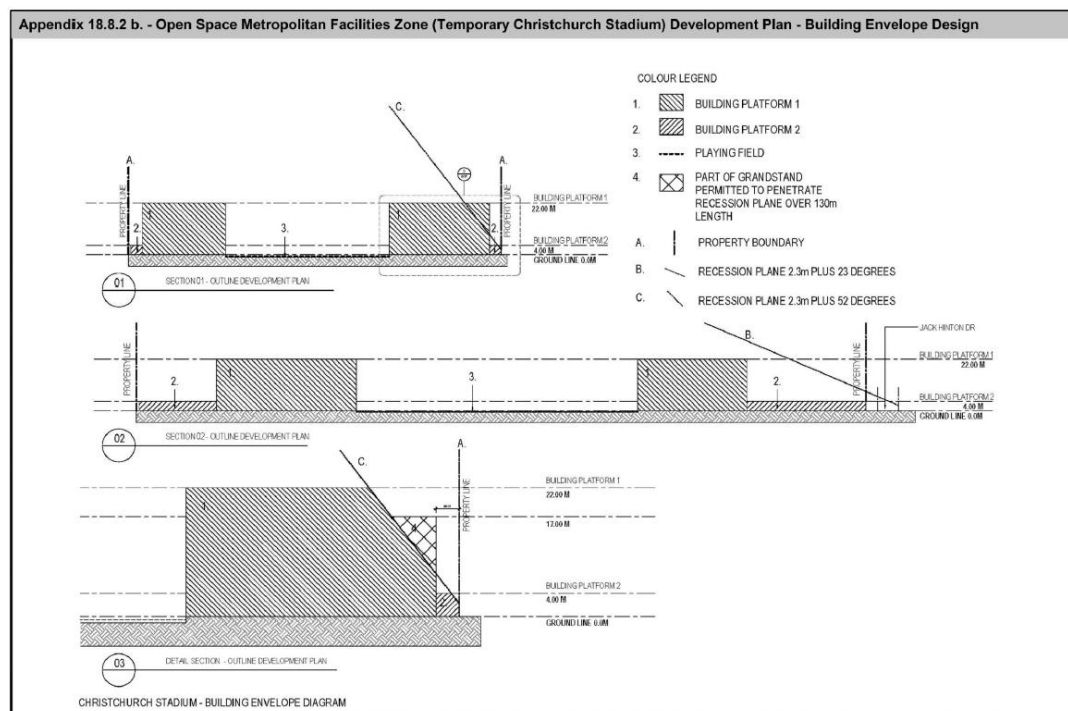 Appendix 18.8.2 b. - Open Space Metropolitan Facilities Zone (Temporary Christchurch Stadium) Development Plan - Building Envelope Design
COLOUR LEGEND
1. BUILDING PLATFORM 1
2. BUILDING PLATFORM 2
3. PLAYING FIELD
4. PART OF GRANDSTAND
PERMITTED TO PENETRATE
RECESSION PLANE OVER 130m
LENGTH
A. PROPERTY BOUNDARY
B. RECESSION PLANE 2.3m PLUS 23 DEGREES
C. RECESSION PLANE 2.3m PLUS 52 DEGREES
C.
A.
A.
PROPERTY LINE
PROPERTY LINE
BUILDING PLATFORM 1
22.00 M
1.
1.
2.
3.
2.
BUILDING PLATFORM 2
4.00 M
GROUND LINE 0.0M
01
SECTION 01 - OUTLINE DEVELOPMENT PLAN
JACK HINTON DR
B.
PROPERTY LINE
PROPERTY LINE
BUILDING PLATFORM 1
22.00 M
1.
1.
2.
3.
2.
BUILDING PLATFORM 2
4.00 M
GROUND LINE 0.0M
02
SECTION 02 - OUTLINE DEVELOPMENT PLAN
A.
C.
PROPERTY LINE
BUILDING PLATFORM 1
22.00 M
4.
BUILDING PLATFORM 2
4.00 M
2.
GROUND LINE 0.0M
03
DETAIL SECTION - OUTLINE DEVELOPMENT PLAN
CHRISTCHURCH STADIUM - BUILDING ENVELOPE DIAGRAM